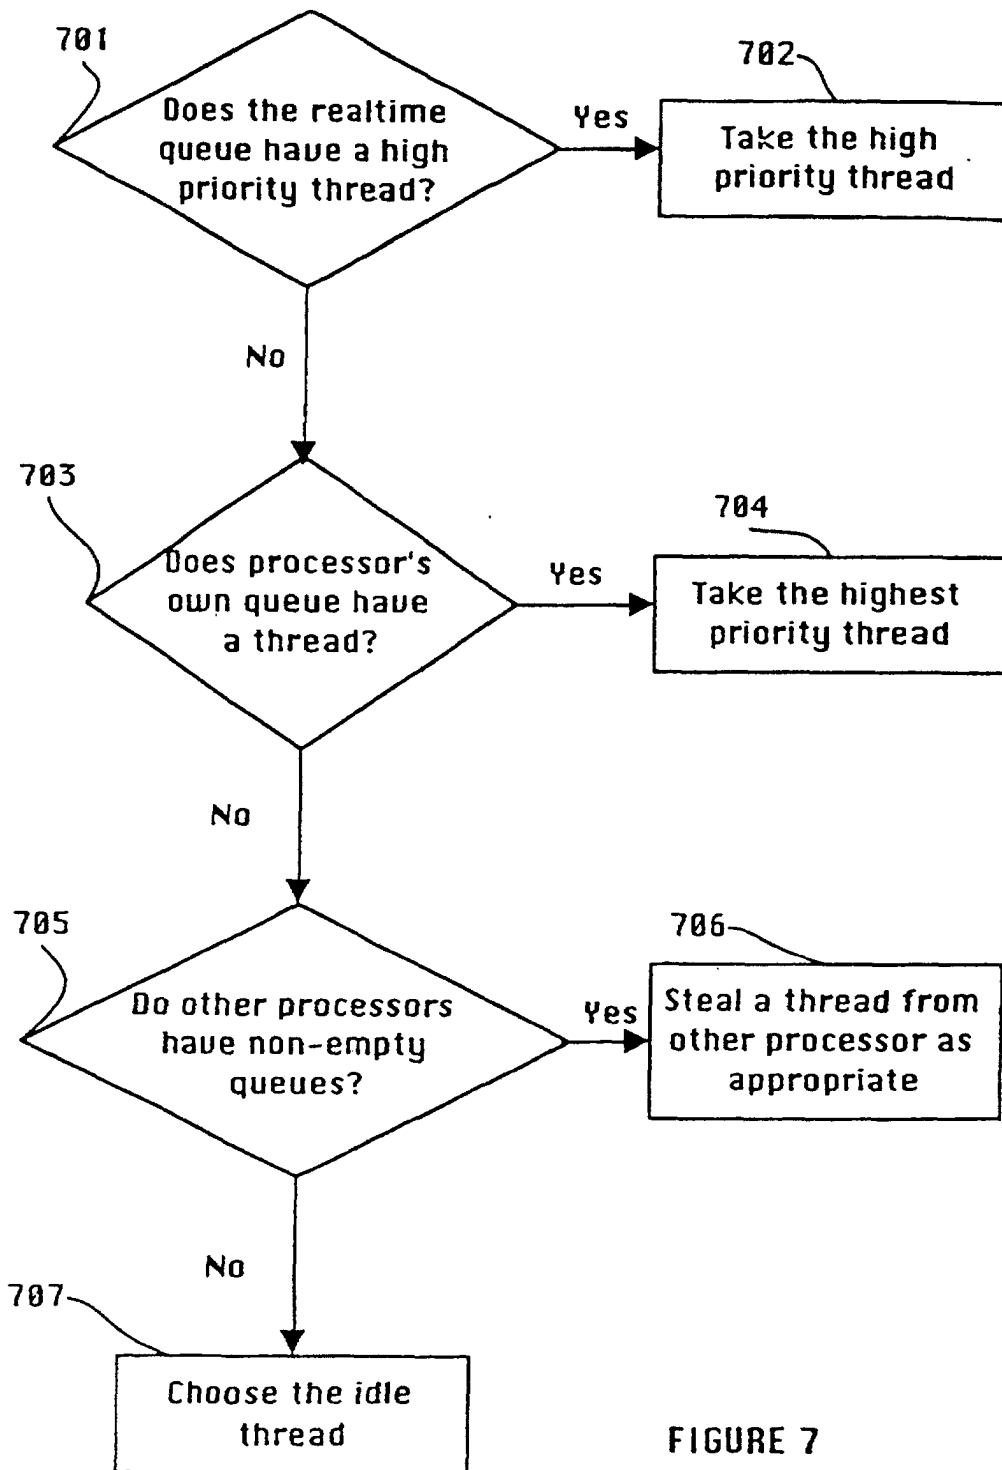 701
Does the realtime
queue have a high
priority thread?
Yes
702
Take the high
priority thread
No
703
Does processor's
own queue have
a thread?
Yes
704
Take the highest
priority thread
No
705
Do other processors
have non-empty
queues?
Yes
706
Steal a thread from
other processor as
appropriate
No
707
Choose the idle
thread
FIGURE 7